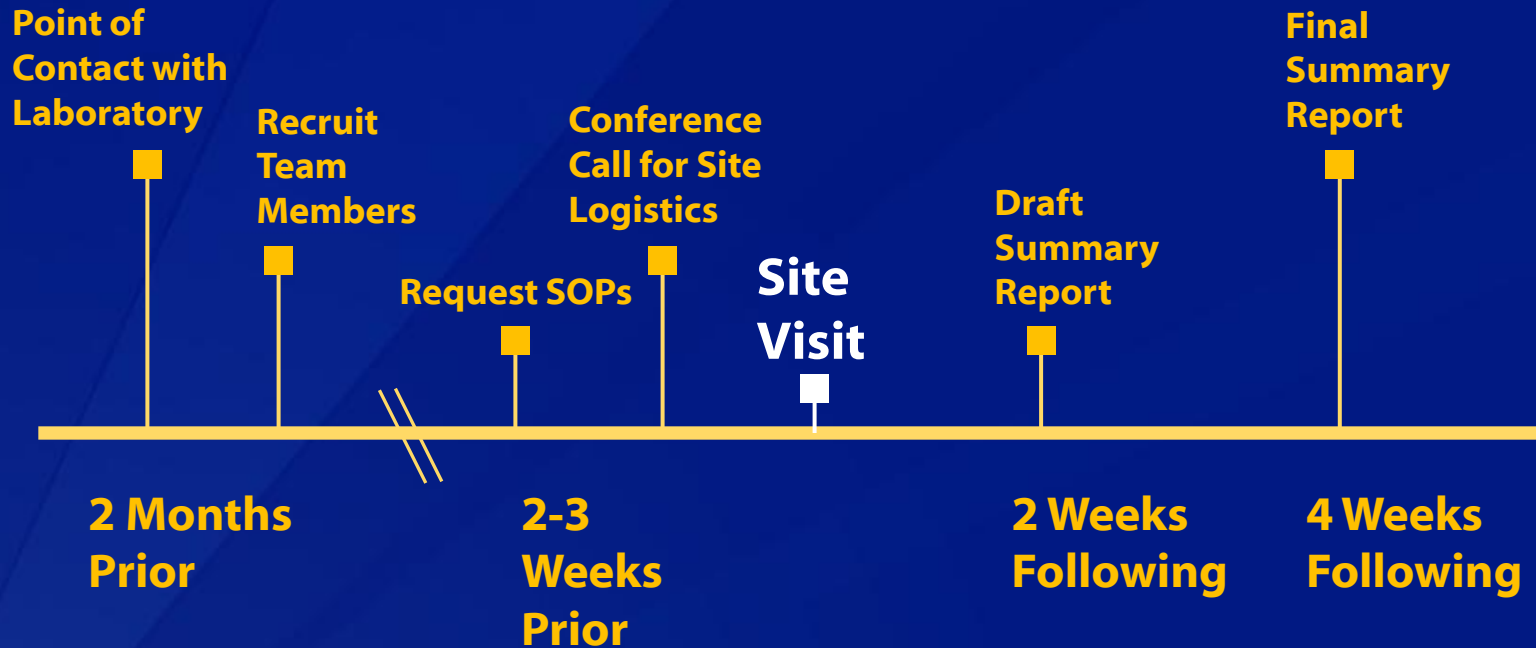 Point of
Contact with
Laboratory
Recruit
Team
Members
Request SOPs
Conference
Call for Site
Logistics
Site
Visit
Draft
Summary
Report
Final
Summary
Report
2 Months
Prior
2-3
Weeks
Prior
2 Weeks
Following
4 Weeks
Following